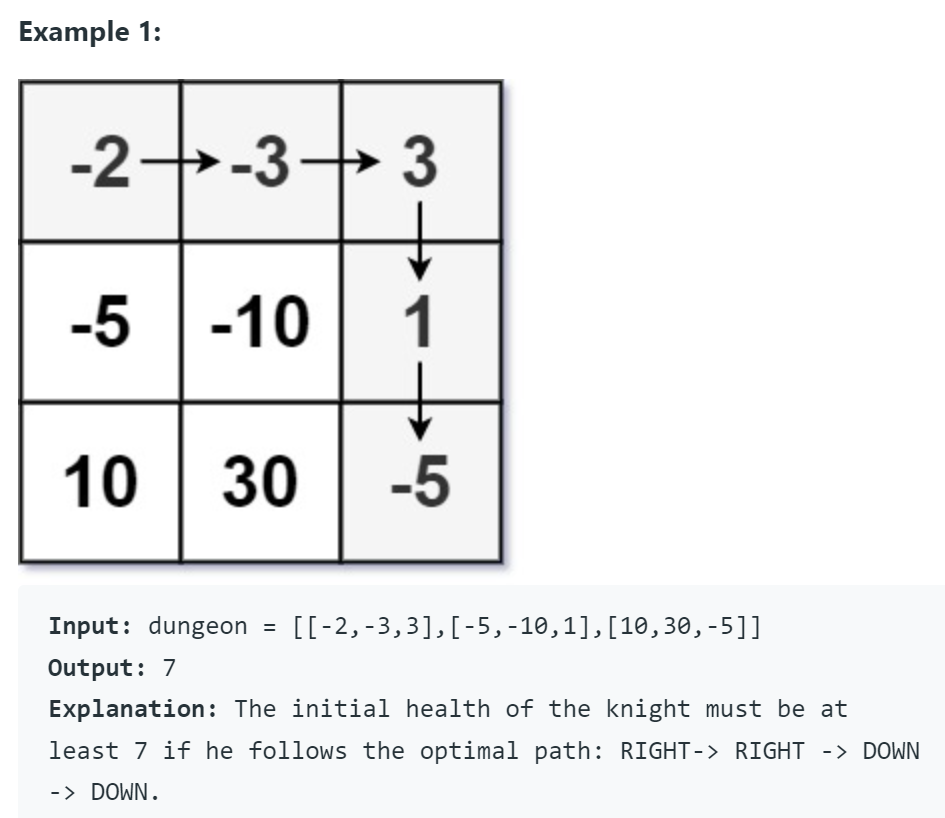 Example 1:
-2 -3 3
-5 -10 1
10 30 -5
Input: dungeon = [[-2,-3,3],[-5,-10,1],[10,30,-5]]
Output: 7
Explanation: The initial health of the knight must be at
least 7 if he follows the optimal path: RIGHT-> RIGHT -> DOWN
-> DOWN.